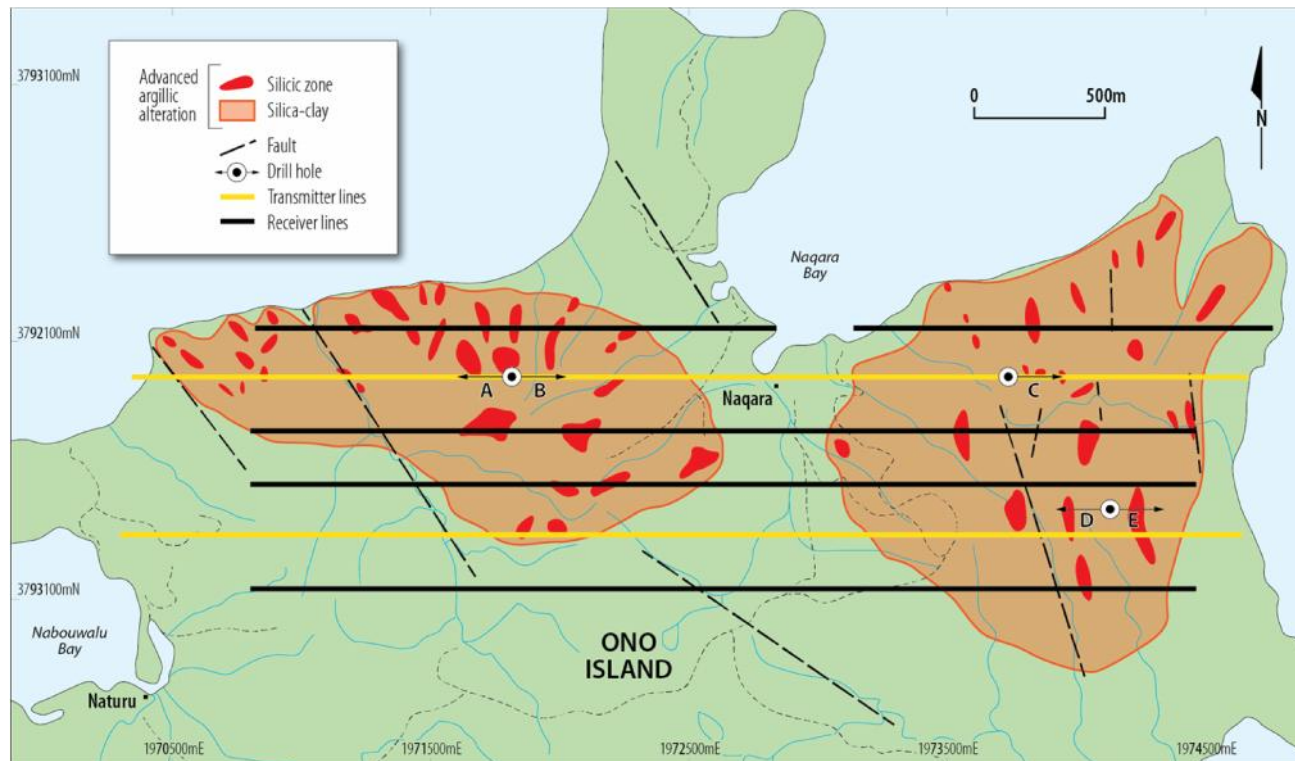 3793100mN
Advanced
argillic
alteration
Silicic zone
Silica-clay
Fault
Drill hole
Transmitter lines
Receiver lines
0 500m
N
Naqara
Bay
3792100mN
A B
Naqara
C
D E
3793100mN
Nabouwalu
Bay
ONO
ISLAND
Naturu
1970500mE 1971500mE 1972500mE 1973500mE 1974500mE